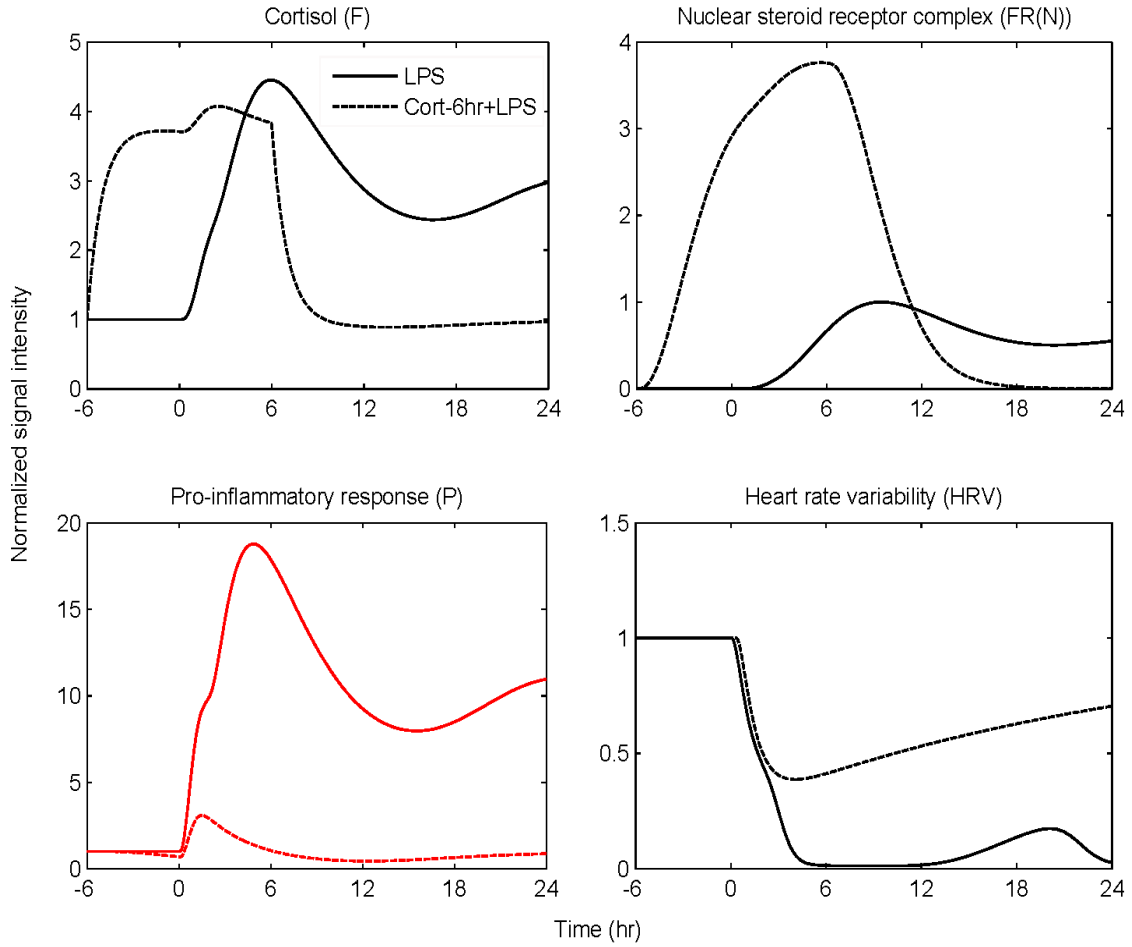 Cortisol (F)
Nuclear steroid receptor complex (FR(N))
5
4
3
2
1
0
LPS
Cort-6hr+LPS
-6 0 6 12 18 24
4
3
2
1
0
-6 0 6 12 18 24
Normalized signal intensity
Pro-inflammatory response (P)
Heart rate variability (HRV)
20
15
10
5
0
-6 0 6 12 18 24
1.5
1
0.5
0
-6 0 6 12 18 24
Time (hr)